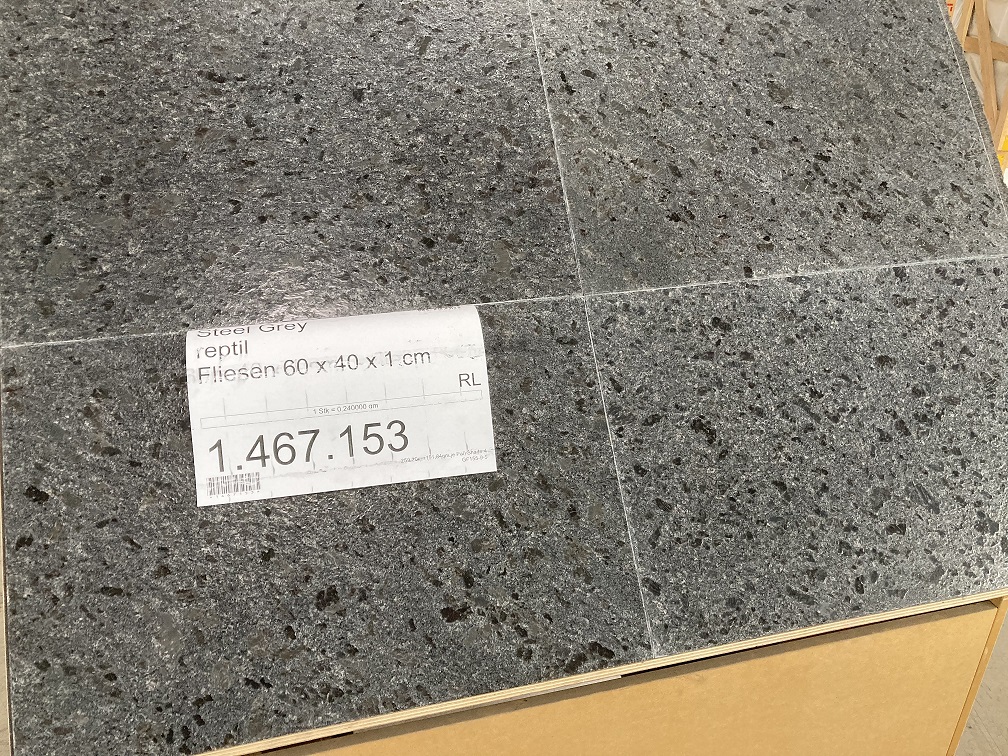 Steel Grey
reptil
Fliesen 60 x 40 x 1 cm
RL
1 Stk = 0.240000 qm
1.467.153